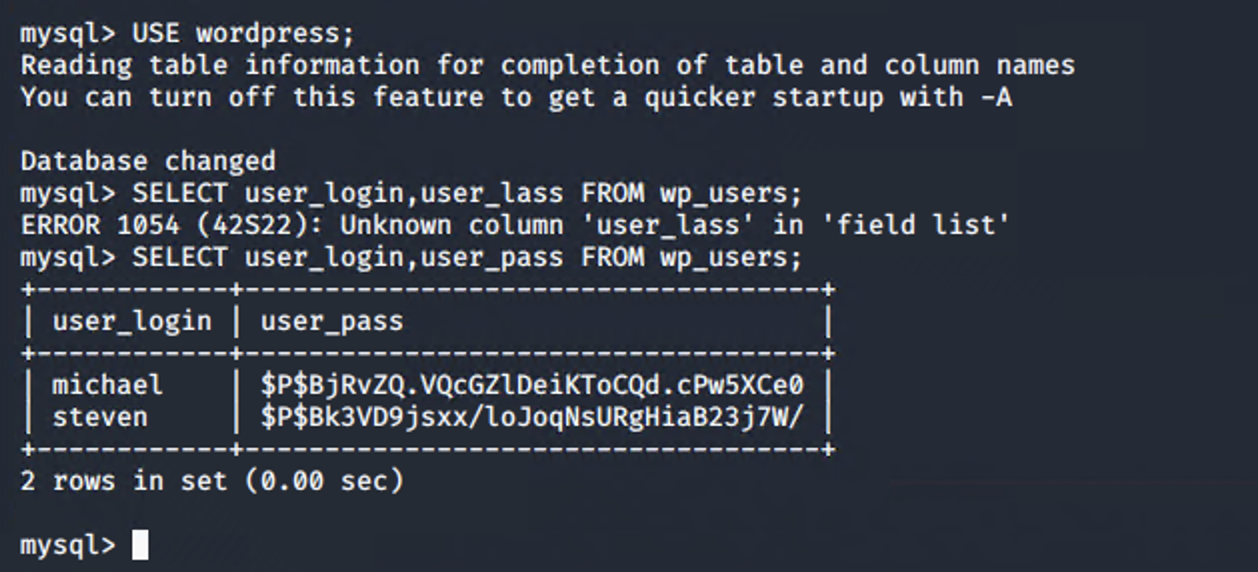 mysql> USE wordpress;
Reading table information for completion of table and column names
You can turn off this feature to get a quicker startup with -A
Database changed
mysql> SELECT user_login,user_lass FROM wp_users;
ERROR 1054 (42S22): Unknown column 'user_lass' in 'field list'
mysql> SELECT user_login,user_pass FROM wp_users;
+------------+------------------------------------+
| user_login | user_pass                          |
+------------+------------------------------------+
| michael    | $P$BjRvZQ.VQcGZlDeiKToCQd.cPw5XCe0 |
| steven     | $P$Bk3VD9jsxx/loJoqNsURgHiaB23j7W/ |
+------------+------------------------------------+
2 rows in set (0.00 sec)
mysql>